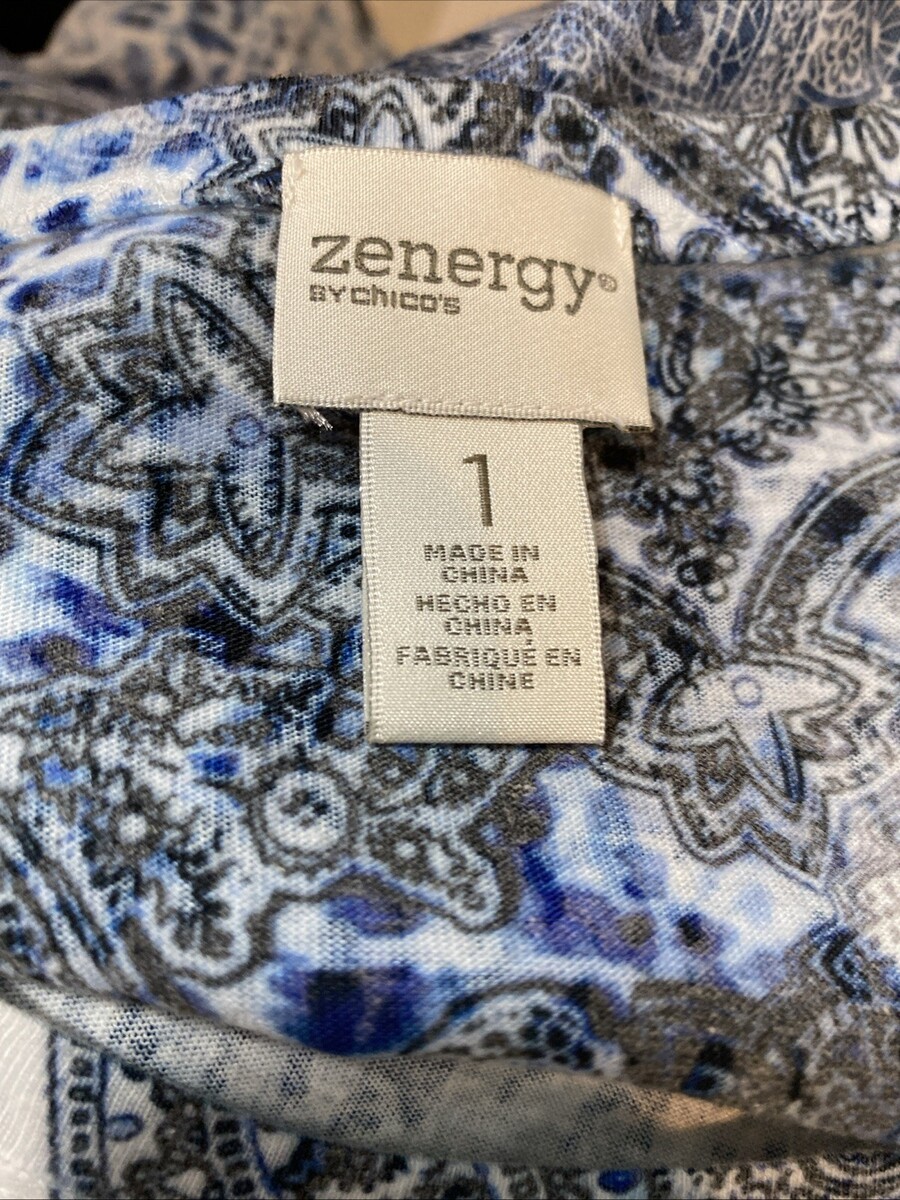 zenergy®
BY chico's
1
MADE IN
CHINA
HECHO EN
CHINA
FABRIQUÉ EN
CHINE